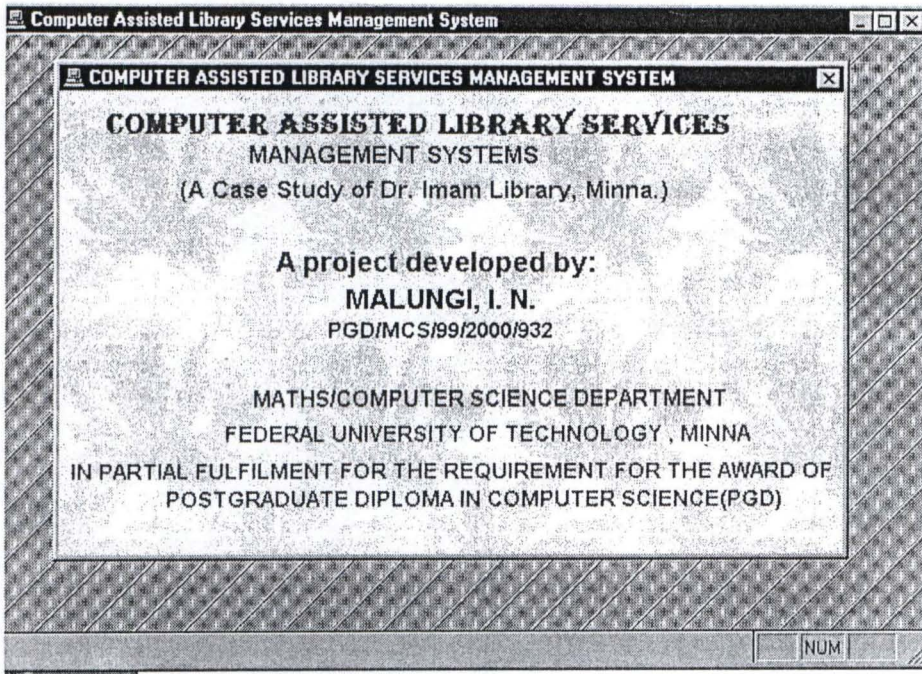 Computer Assisted Library Services Management System
COMPUTER ASSISTED LIBRARY SERVICES MANAGEMENT SYSTEM
COMPUTER ASSISTED LIBRARY SERVICES
MANAGEMENT SYSTEMS
(A Case Study of Dr. Imam Library, Minna.)
A project developed by:
MALUNGI, I. N.
PGD/MCS/99/2000/932
MATHS/COMPUTER SCIENCE DEPARTMENT
FEDERAL UNIVERSITY OF TECHNOLOGY , MINNA
IN PARTIAL FULFILMENT FOR THE REQUIREMENT FOR THE AWARD OF
POSTGRADUATE DIPLOMA IN COMPUTER SCIENCE(PGD)
NUM